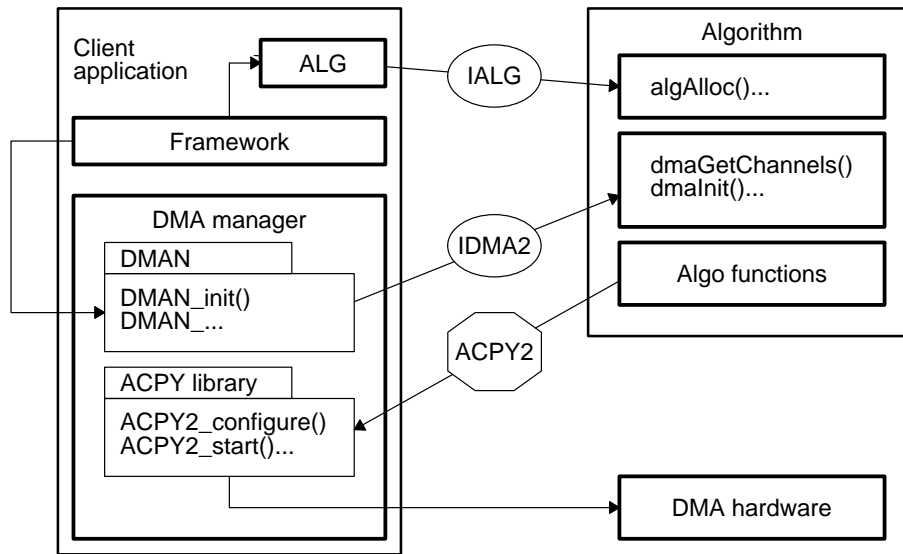 Client
application
ALG
IALG
Algorithm
algAlloc()...
Framework
dmaGetChannels()
dmaInit()...
DMA manager
DMAN
DMAN_init()
DMAN_...
IDMA2
Algo functions
ACPY2
ACPY library
ACPY2_configure()
ACPY2_start()...
DMA hardware